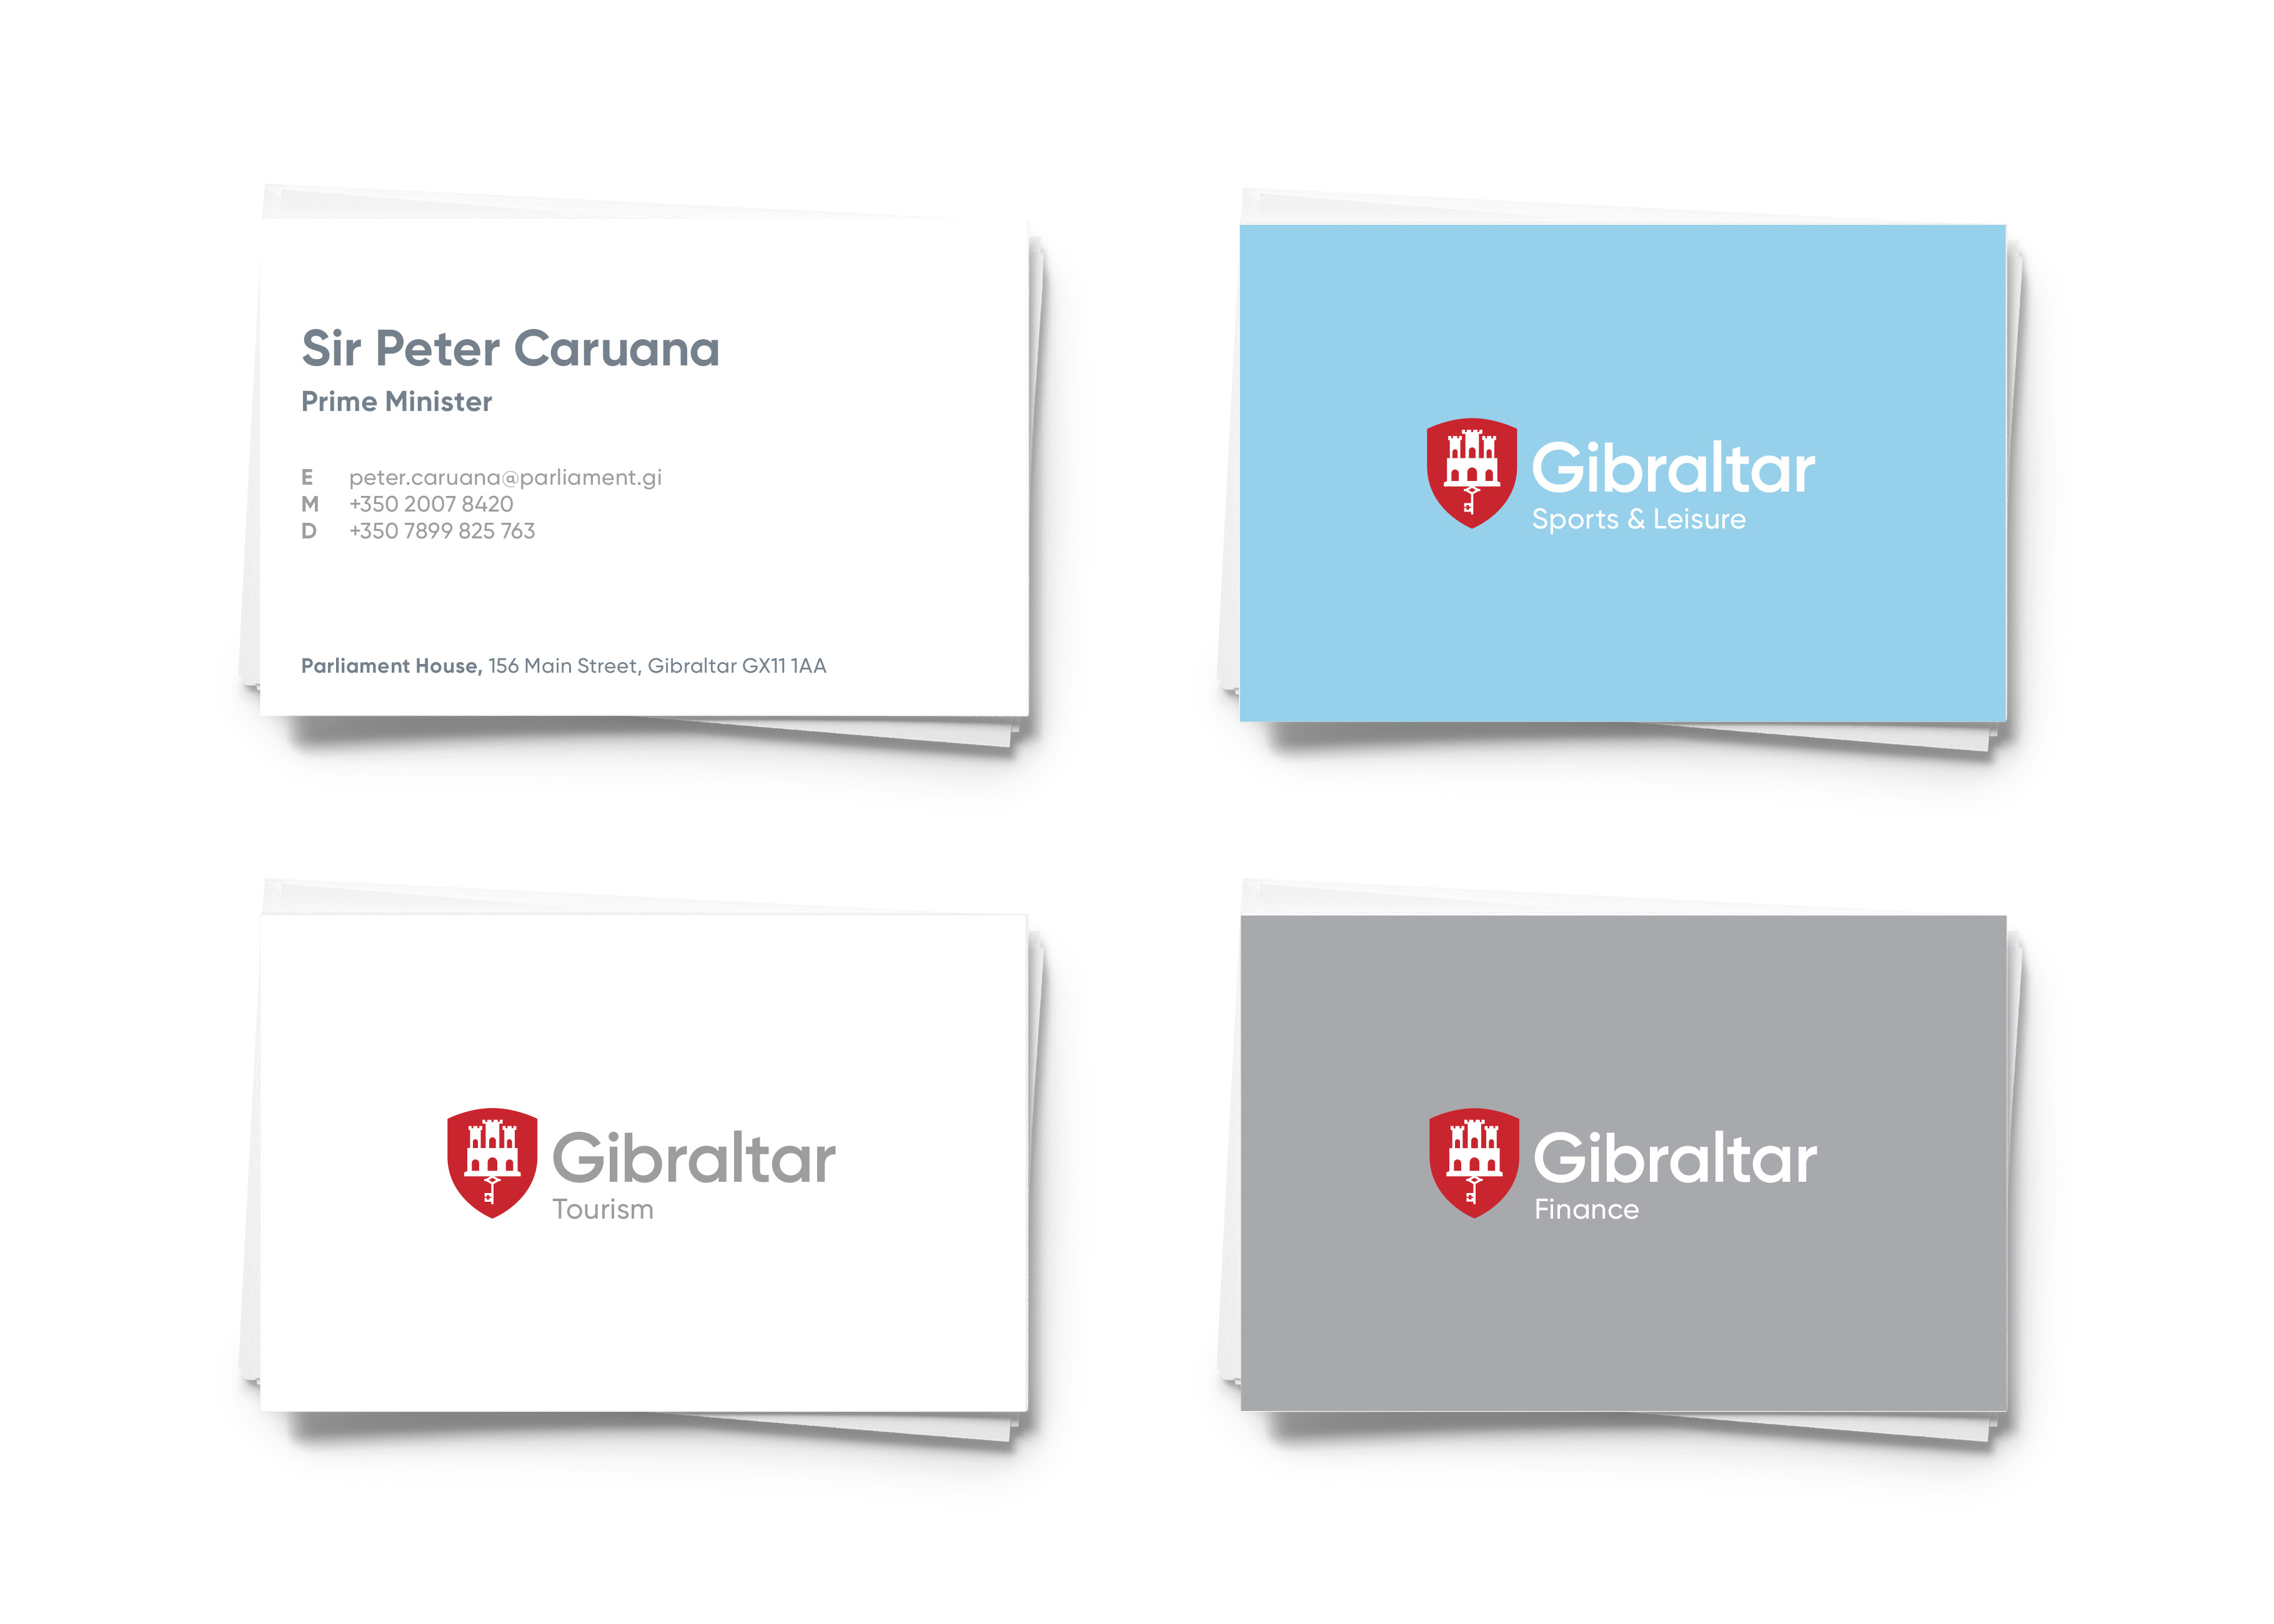 Sir Peter Caruana
Prime Minister
E peter.caruana@parliament.gi
M +350 2007 8420
D +350 7899 825 763
Parliament House, 156 Main Street, Gibraltar GX11 1AA
Gibraltar
Sports & Leisure
Gibraltar
Tourism
Gibraltar
Finance